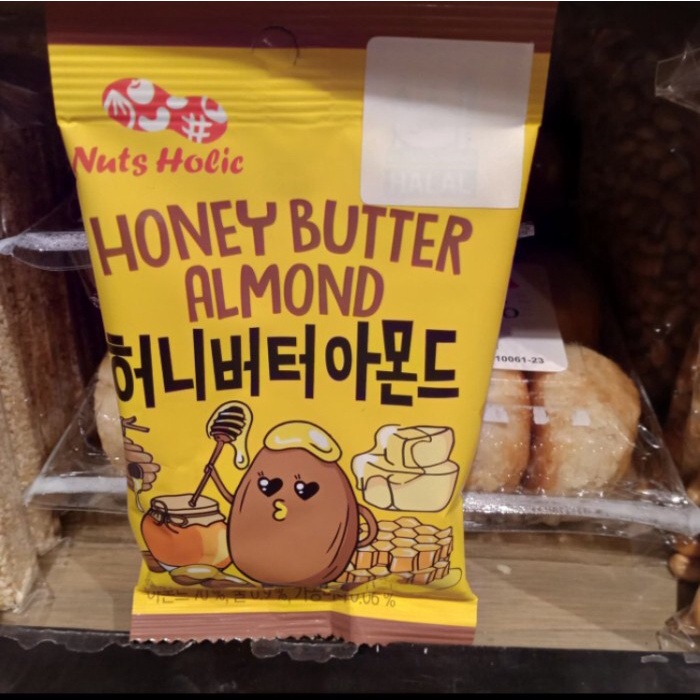 Nuts Holic
HALAL
HONEY BUTTER
ALMOND
허니버터아몬드
10061-23